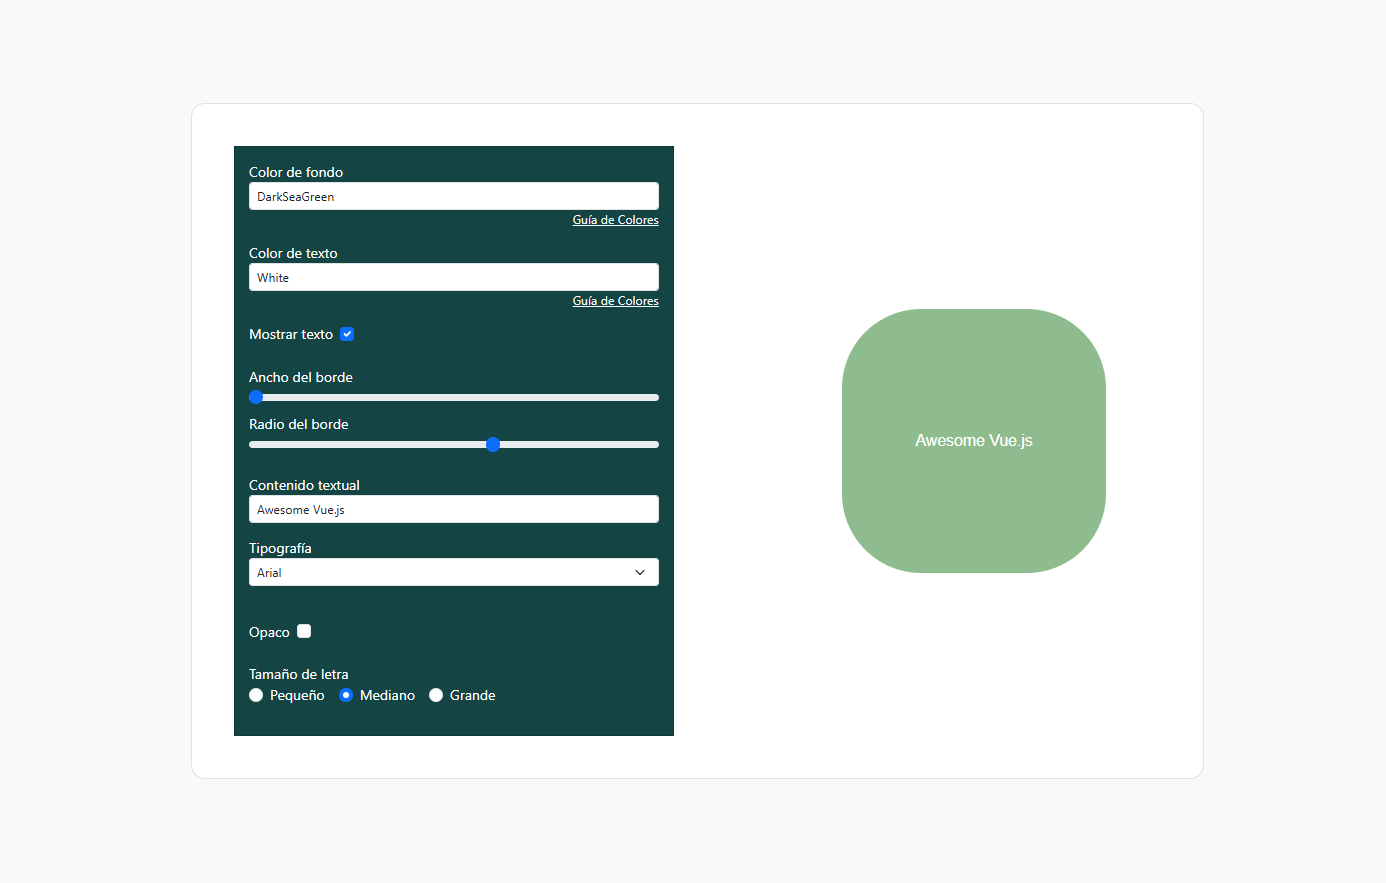 Color de fondo
DarkSeaGreen
Guía de Colores
Color de texto
White
Guía de Colores
Mostrar texto
Ancho del borde
Radio del borde
Contenido textual
Awesome Vue.js
Tipografía
Arial
Opaco
Tamaño de letra
Pequeño Mediano Grande
Awesome Vue.js